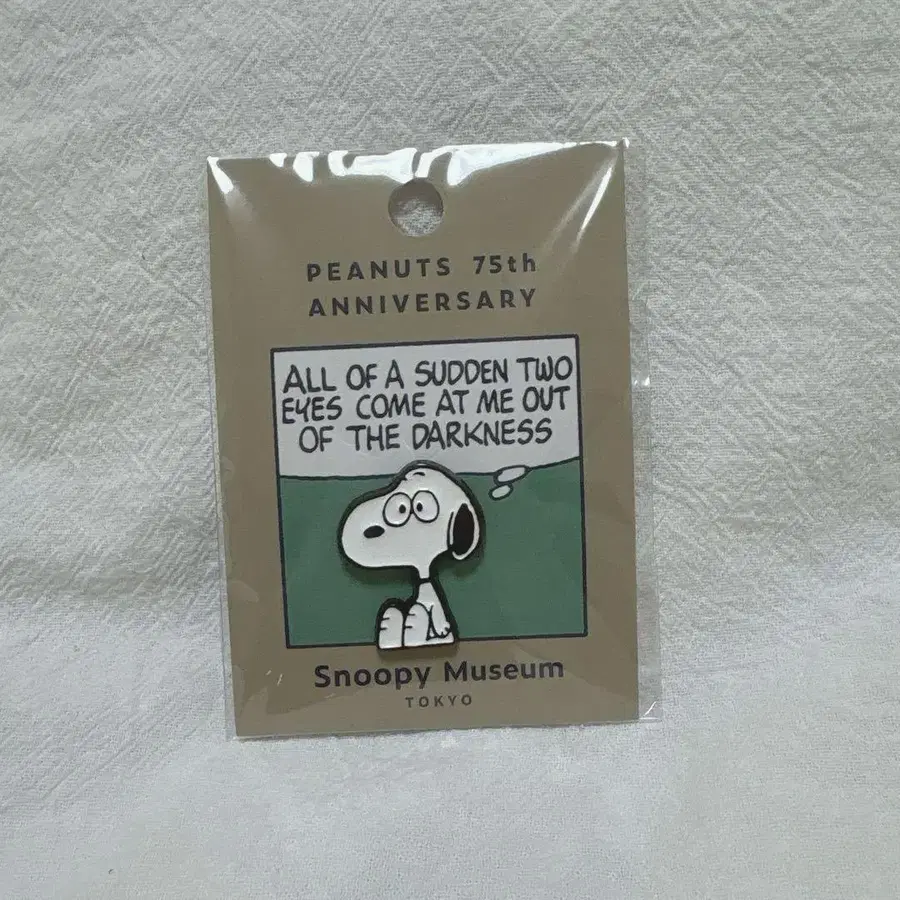 PEANUTS 75th
ANNIVERSARY
ALL OF A SUDDEN TWO
EYES COME AT ME OUT
OF THE DARKNESS
Snoopy Museum
TOKYO